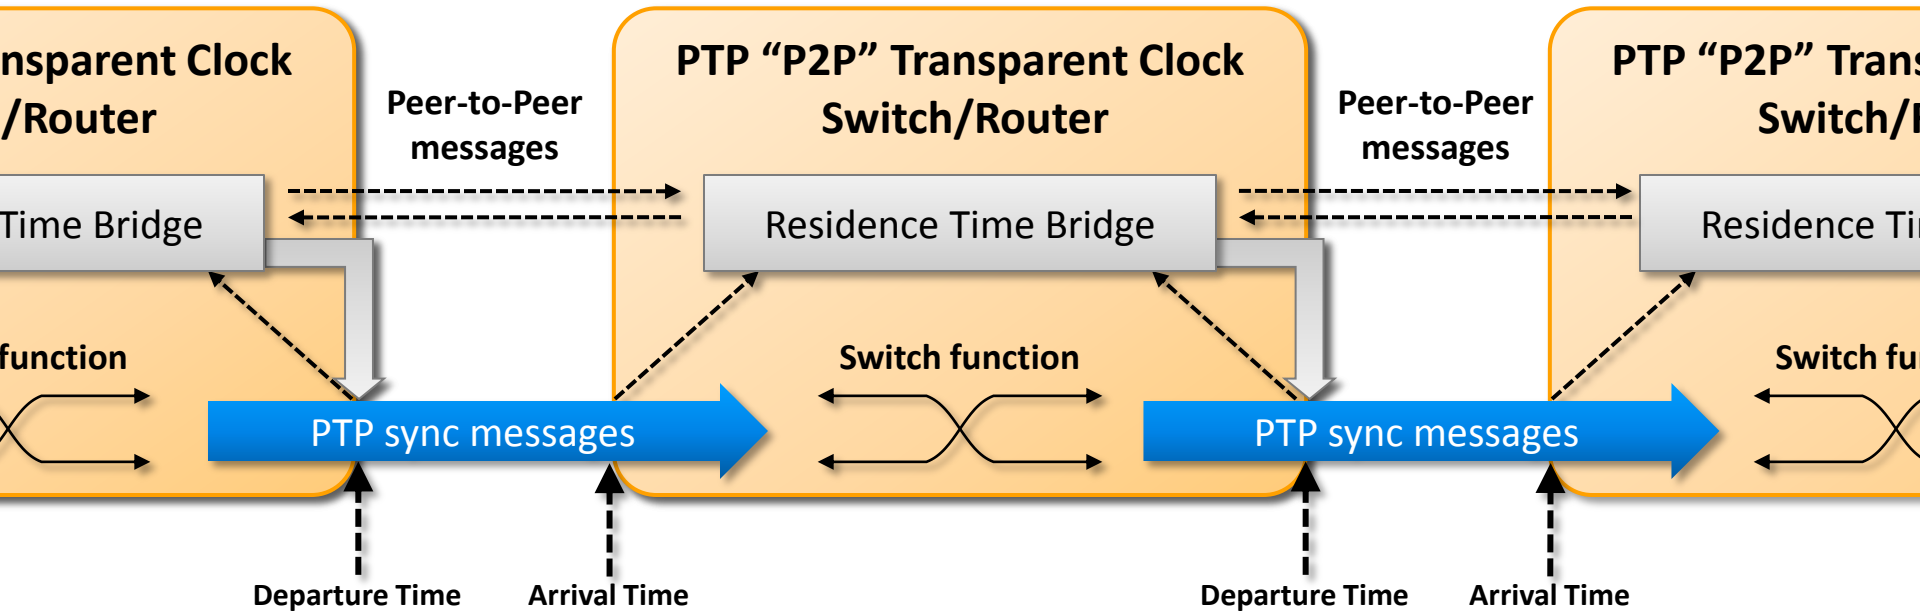 nsparent Clock
/Router
Peer-to-Peer
messages
Time Bridge
function
PTP sync messages
Departure Time
Arrival Time
PTP “P2P” Transparent Clock
Switch/Router
Residence Time Bridge
Switch function
Peer-to-Peer
messages
PTP sync messages
Departure Time
Arrival Time
PTP “P2P” Trans
Switch/
Residence Ti
Switch fu